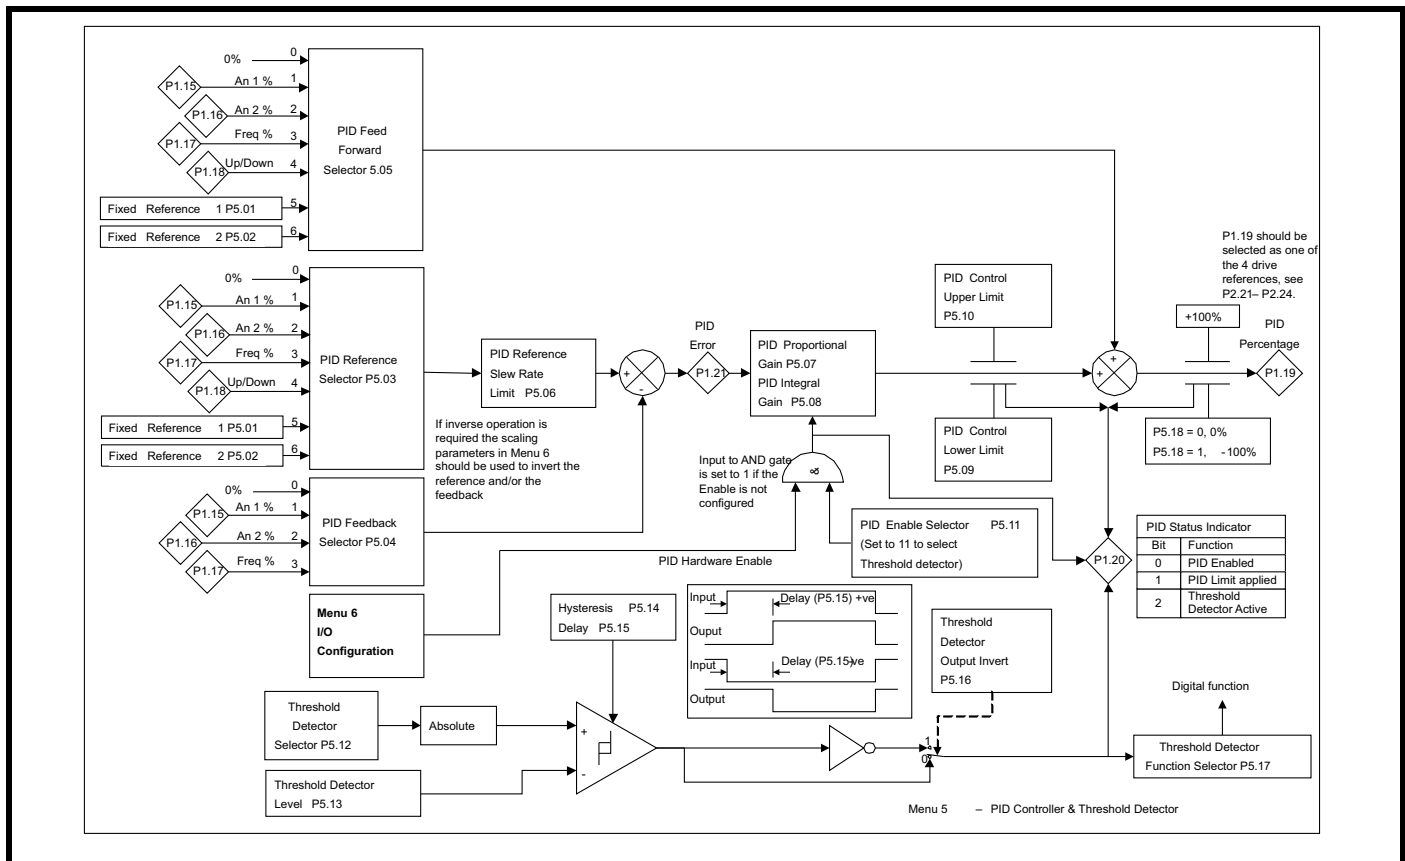 0% 0
P1.15 An 1 % 1
P1.16 An 2 % 2
P1.17 Freq % 3
P1.18 Up/Down 4
Fixed Reference 1 P5.01 5
Fixed Reference 2 P5.02 6
PID Feed
Forward
Selector 5.05
0% 0
P1.15 An 1 % 1
P1.16 An 2 % 2
P1.17 Freq % 3
P1.18 Up/Down 4
Fixed Reference 1 P5.01 5
Fixed Reference 2 P5.02 6
PID Reference
Selector P5.03
PID Reference
Slew Rate
Limit P5.06
+
-
PID
Error
P1.21
PID Proportional
Gain P5.07
PID Integral
Gain P5.08
PID Control
Upper Limit
P5.10
PID Control
Lower Limit
P5.09
+
+
P1.19 should be
selected as one of
the 4 drive
references, see
P2.21– P2.24.
+100%
PID
Percentage
P1.19
P5.18 = 0, 0%
P5.18 = 1, -100%
If inverse operation is
required the scaling
parameters in Menu 6
should be used to invert the
reference and/or the
feedback
Input to AND gate
is set to 1 if the
Enable is not
configured
&
0% 0
P1.15 An 1 % 1
P1.16 An 2 % 2
P1.17 Freq % 3
PID Feedback
Selector P5.04
PID Hardware Enable
PID Enable Selector P5.11
(Set to 11 to select
Threshold detector)
P1.20
PID Status Indicator
Bit Function
0 PID Enabled
1 PID Limit applied
2 Threshold
Detector Active
Menu 6
I/O
Configuration
Hysteresis P5.14
Delay P5.15
Input Delay (P5.15) +ve
Ouput
Input Delay (P5.15)-ve
Output
Threshold
Detector
Output Invert
P5.16
Threshold
Detector
Selector P5.12
Absolute
+
-
Threshold Detector
Level P5.13
1
0
Digital function
Threshold Detector
Function Selector P5.17
Menu 5 – PID Controller & Threshold Detector